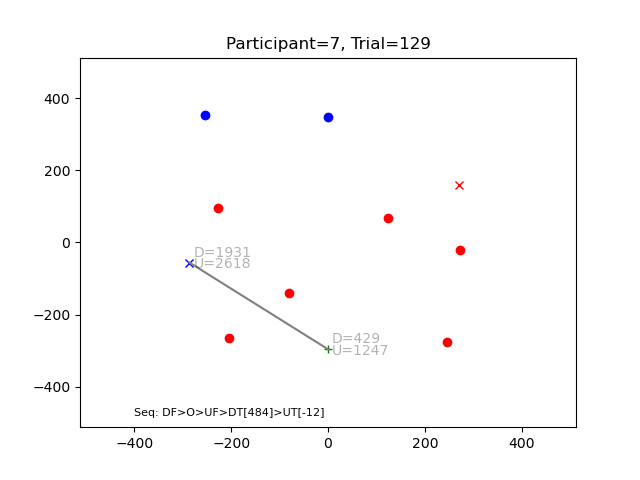 Participant=7, Trial=129
400
200
0
−200
−400
D=1931
U=2618
D=429
U=1247
Seq: DF>O>UF>DT[484]>UT[-12]
−400
−200
0
200
400